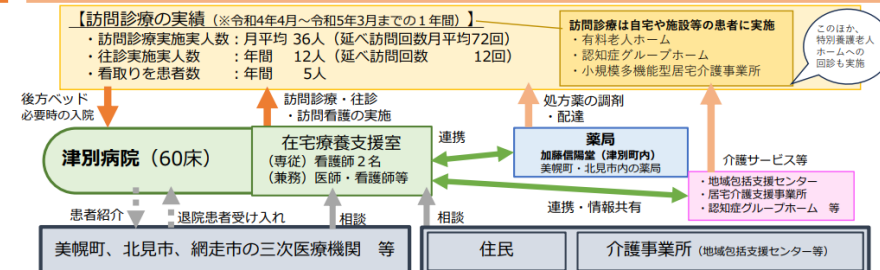 【訪問診療の実績（※令和4年4月～令和5年3月までの１年間）】
・訪問診療実施実人数：月平均 36人（延べ訪問回数月平均72回）
・往診実施実人数　　：年間　　12人（延べ訪問回数　　　　12回）
・看取りを患者数　　：年間　　 5人
訪問診療は自宅や施設等の患者に実施
・有料老人ホーム
・認知症グループホーム
・小規模多機能型居宅介護事業所
このほか、
特別養護老人
ホームへの
回診も実施
後方ベッド
必要時の入院
訪問診療・往診
・訪問看護の実施
処方薬の調剤
・配達
津別病院（60床）
在宅療養支援室
（専従）看護師２名
（兼務）医師・看護師等
連携
薬局
加藤信陽堂（津別町内）
美幌町・北見市内の薬局
介護サービス等
・地域包括支援センター
・居宅介護支援事業所
・認知症グループホーム　等
連携・情報共有
患者紹介
退院患者受け入れ
相談
相談
美幌町、北見市、網走市の三次医療機関　等
住民
介護事業所（地域包括支援センター等）